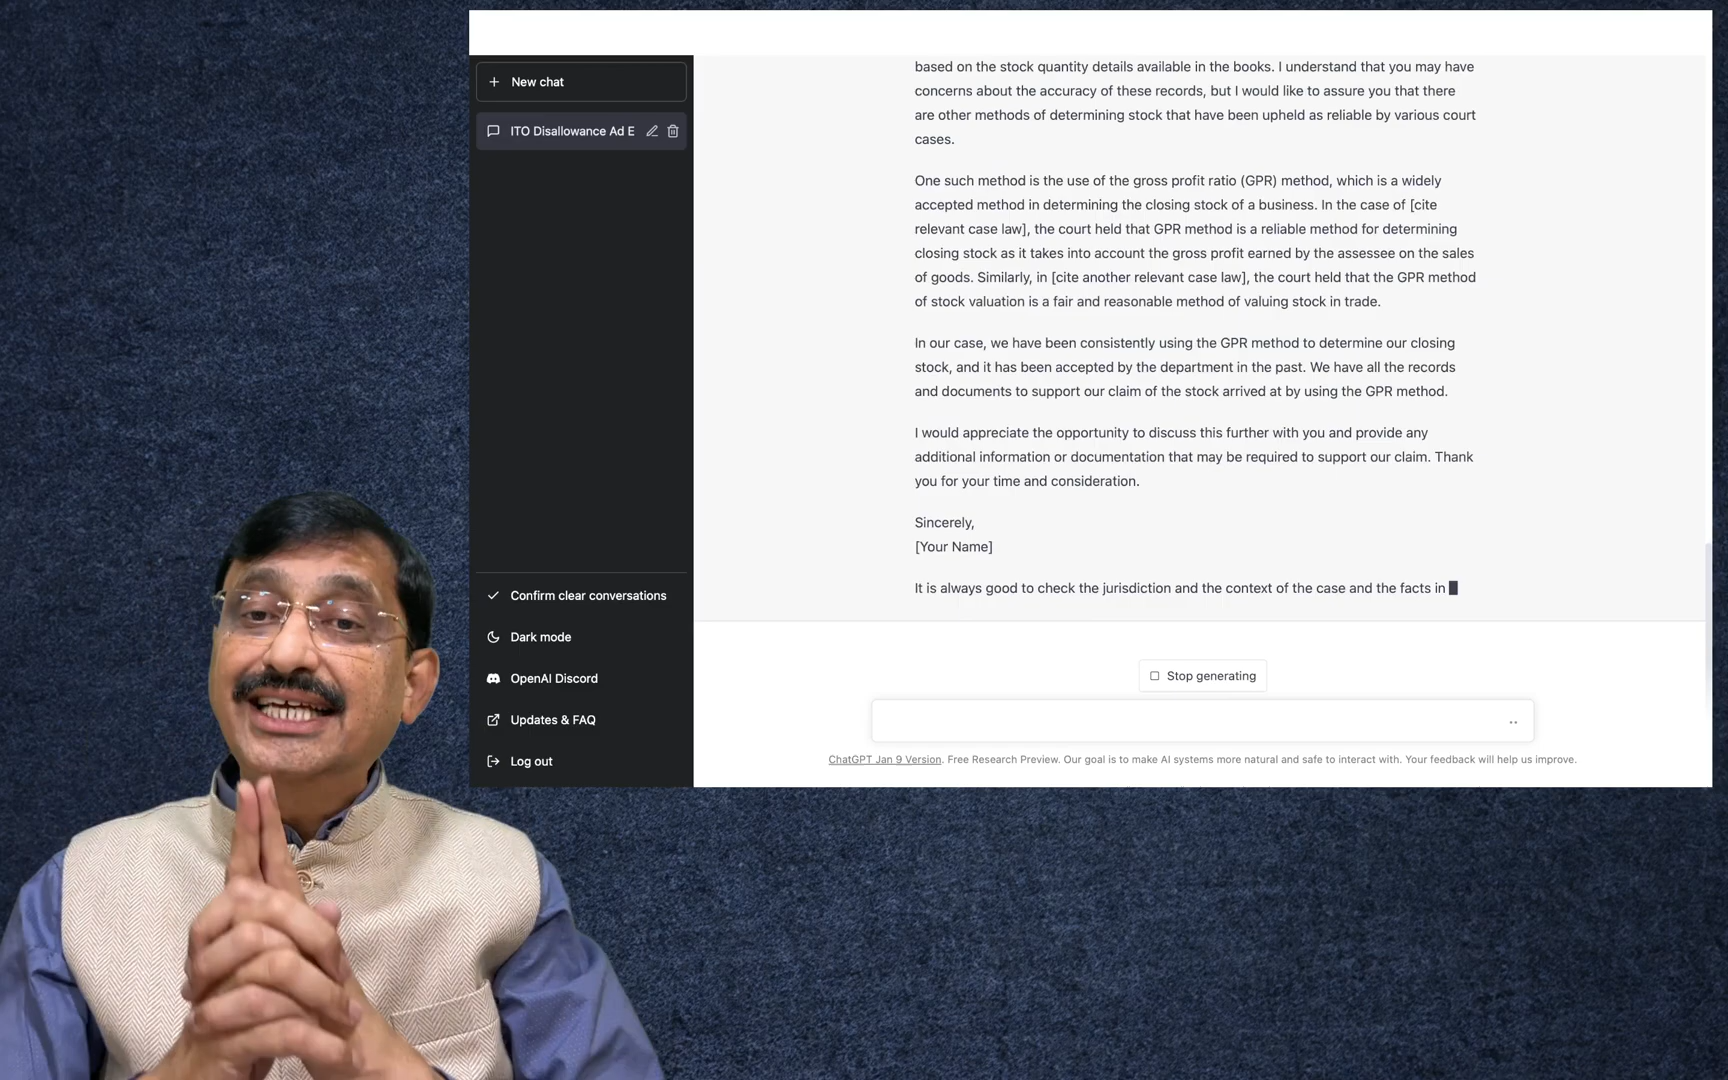 New chat
ITO Disallowance Ad E
Confirm clear conversations
Dark mode
OpenAI Discord
Updates & FAQ
Log out
based on the stock quantity details available in the books. I understand that you may have
concerns about the accuracy of these records, but I would like to assure you that there
are other methods of determining stock that have been upheld as reliable by various court
cases.
One such method is the use of the gross profit ratio (GPR) method, which is a widely
accepted method in determining the closing stock of a business. In the case of [cite
relevant case law], the court held that GPR method is a reliable method for determining
closing stock as it takes into account the gross profit earned by the assessee on the sales
of goods. Similarly, in [cite another relevant case law], the court held that the GPR method
of stock valuation is a fair and reasonable method of valuing stock in trade.
In our case, we have been consistently using the GPR method to determine our closing
stock, and it has been accepted by the department in the past. We have all the records
and documents to support our claim of the stock arrived at by using the GPR method.
I would appreciate the opportunity to discuss this further with you and provide any
additional information or documentation that may be required to support our claim. Thank
you for your time and consideration.
Sincerely,
[Your Name]
It is always good to check the jurisdiction and the context of the case and the facts in
Stop generating
ChatGPT Jan 9 Version. Free Research Preview. Our goal is to make AI systems more natural and safe to interact with. Your feedback will help us improve.